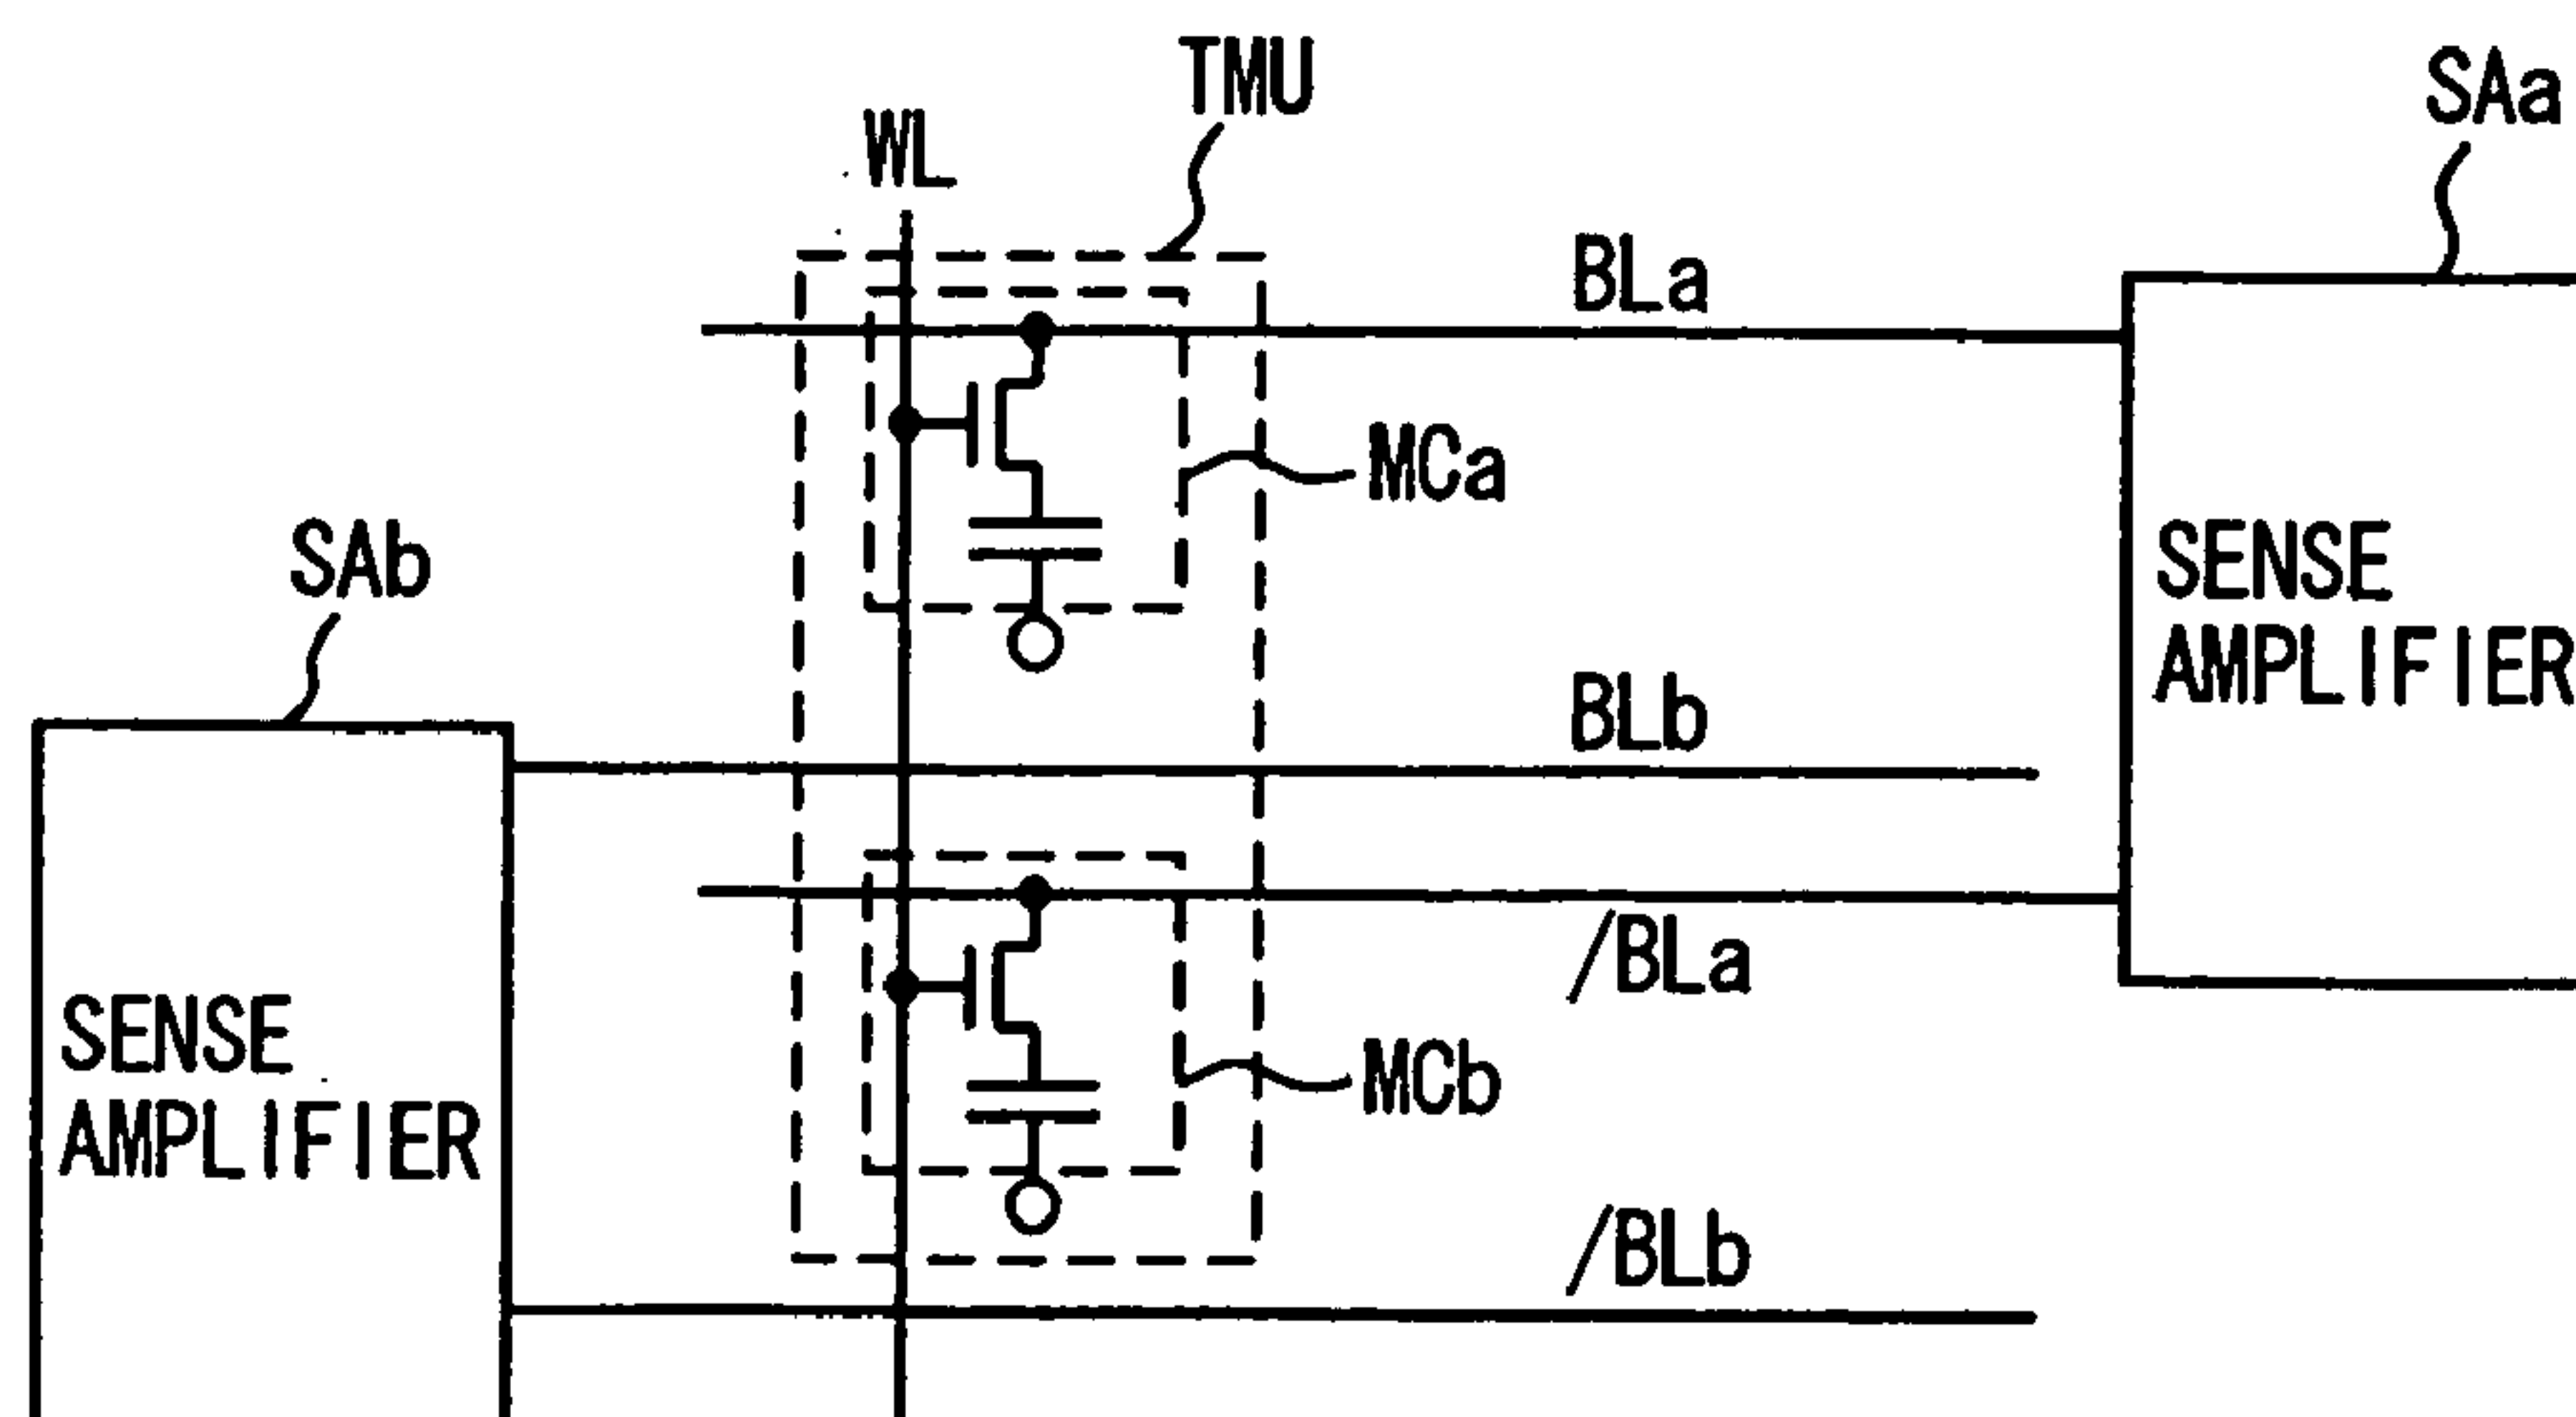 TMU
SAa
WL
BLa
MCa
SAb
SENSE
AMPLIFIER
BLb
/BLa
SENSE
AMPLIFIER
MCb
/BLb